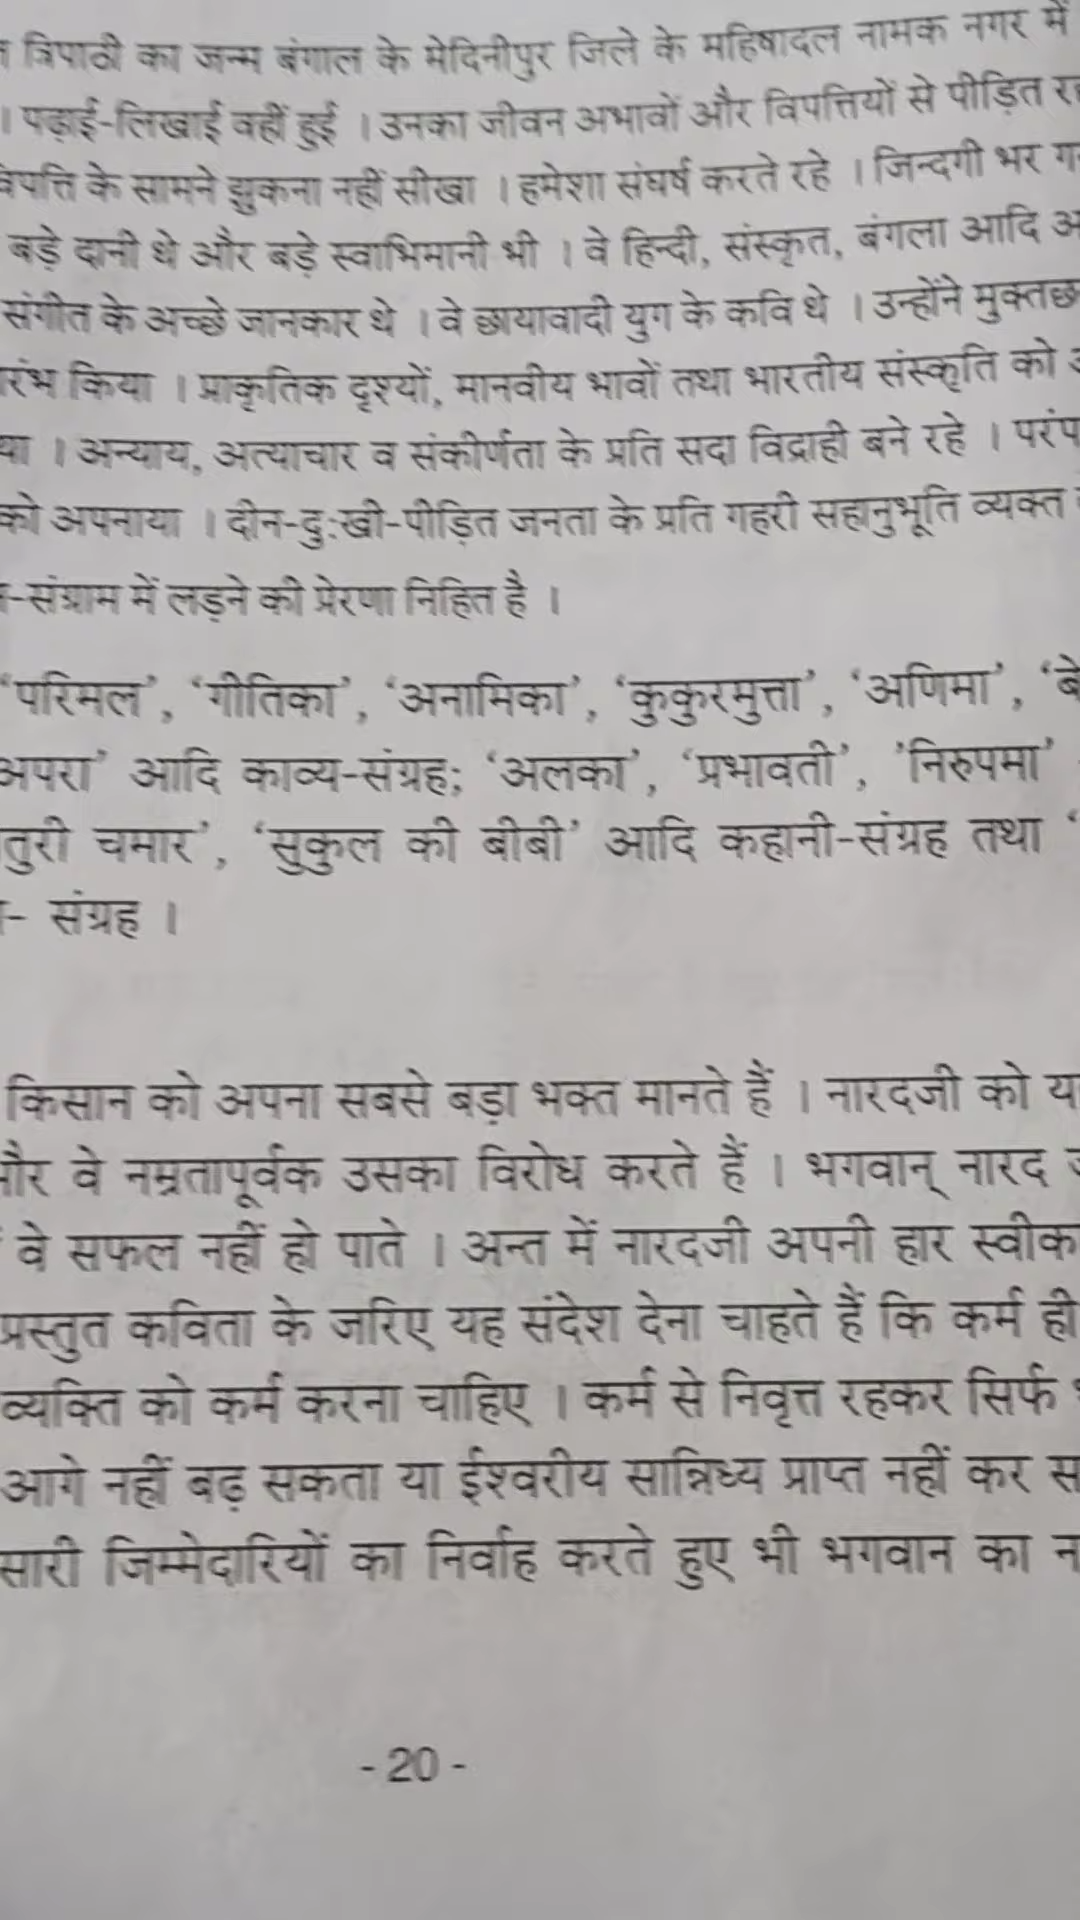 त्रिपाठी का जन्म बंगाल के मेदिनीपुर जिले के महिषादल नामक नगर में
। पढ़ाई-लिखाई वहीं हुई । उनका जीवन अभावों और विपत्तियों से पीड़ित
के सामने झुकना नहीं सीखा । हमेशा संघर्ष करते रहे । जिन्दगी भर
बड़े दानी थे और बड़े स्वाभिमानी भी । वे हिन्दी, संस्कृत, बंगला आदि
संगीत के अच्छे जानकार थे । वे छायावादी युग के कवि थे । उन्होंने
किया । प्राकृतिक दृश्यों, मानवीय भावों तथा भारतीय संस्कृति को
। अन्याय, अत्याचार व संकीर्णता के प्रति सदा विद्राही बने रहे ।
को अपनाया । दीन-दुःखी-पीड़ित जनता के प्रति गहरी सहानुभूति व्यक्त
-संग्राम में लड़ने की प्रेरणा निहित है ।
‘परिमल’, ‘गीतिका’, ‘अनामिका’, ‘कुकुरमुत्ता’, ‘अणिमा’,
अपरा’ आदि काव्य-संग्रह; ‘अलका’, ‘प्रभावती’, ’निरुपमा’
चमार’, ‘सुकुल की बीबी’ आदि कहानी-संग्रह तथा ‘
- संग्रह ।
किसान को अपना सबसे बड़ा भक्त मानते हैं । नारदजी को
वे नम्रतापूर्वक उसका विरोध करते हैं । भगवान् नारद
वे सफल नहीं हो पाते । अन्त में नारदजी अपनी हार
प्रस्तुत कविता के जरिए यह संदेश देना चाहते हैं कि कर्म ही
व्यक्ति को कर्म करना चाहिए । कर्म से निवृत्त रहकर सिर्फ
आगे नहीं बढ़ सकता या ईश्वरीय सान्निध्य प्राप्त नहीं कर
सारी जिम्मेदारियों का निर्वाह करते हुए भी भगवान का
- 20 -